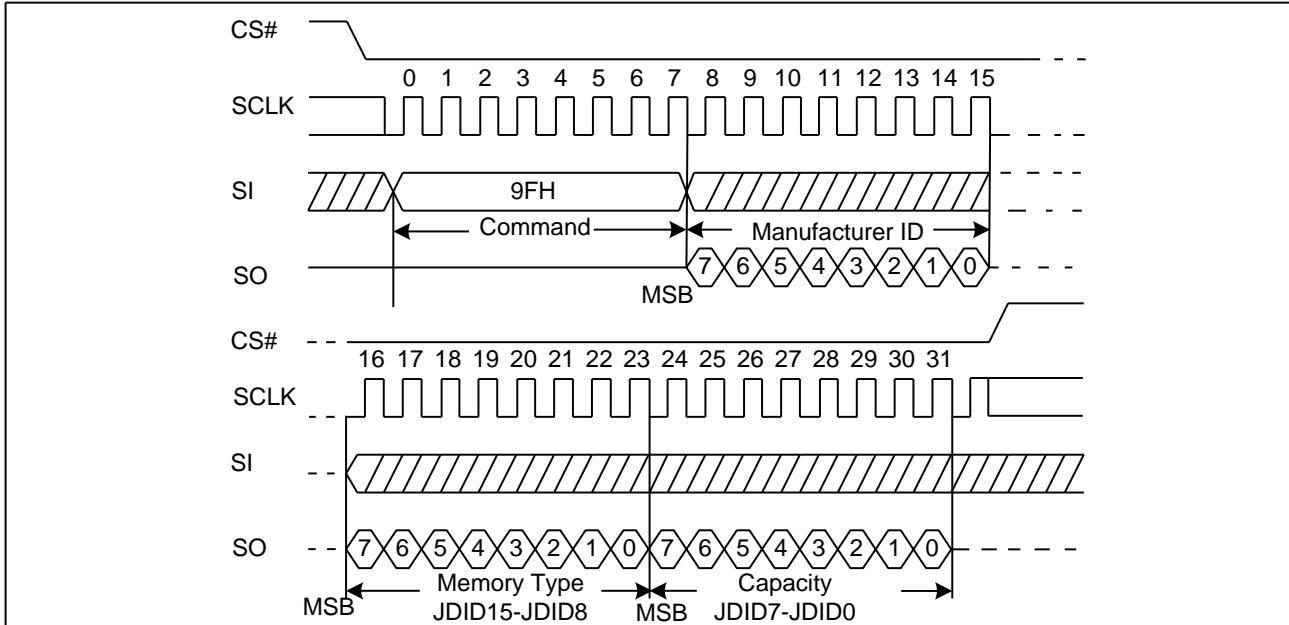 CS#
0 1 2 3 4 5 6 7 8 9 10 11 12 13 14 15
SCLK
SI 9FH
Command Manufacturer ID
SO 7 6 5 4 3 2 1 0
MSB
CS#
16 17 18 19 20 21 22 23 24 25 26 27 28 29 30 31
SCLK
SI
SO 7 6 5 4 3 2 1 0 7 6 5 4 3 2 1 0
Memory Type Capacity
MSB JDID15-JDID8 MSB JDID7-JDID0